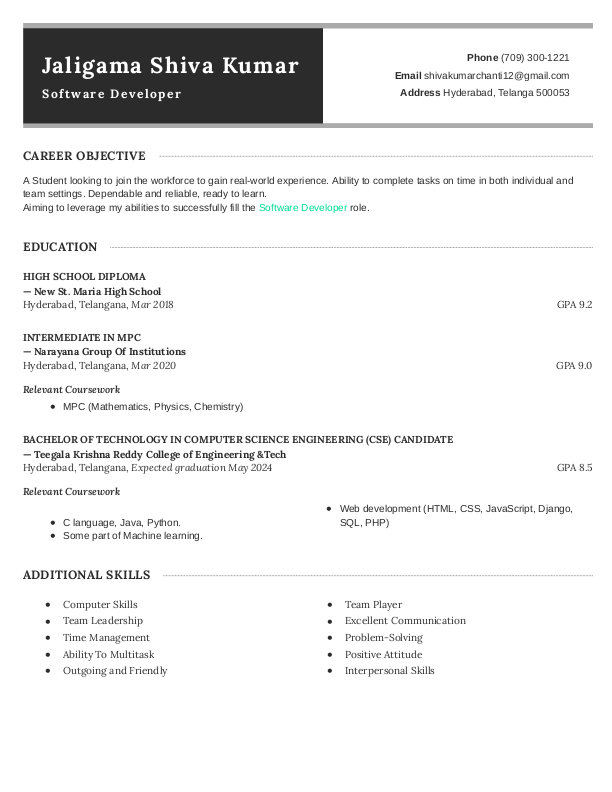 Jaligama Shiva Kumar
Software Developer
Phone (709) 300-1221
Email shivakumarchanti12@gmail.com
Address Hyderabad, Telanga 500053
CAREER OBJECTIVE
A Student looking to join the workforce to gain real-world experience. Ability to complete tasks on time in both individual and
team settings. Dependable and reliable, ready to learn.
Aiming to leverage my abilities to successfully fill the Software Developer role.
EDUCATION
HIGH SCHOOL DIPLOMA
— New St. Maria High School
Hyderabad, Telangana, Mar 2018 GPA 9.2
INTERMEDIATE IN MPC
— Narayana Group Of Institutions
Hyderabad, Telangana, Mar 2020 GPA 9.0
Relevant Coursework
• MPC (Mathematics, Physics, Chemistry)
BACHELOR OF TECHNOLOGY IN COMPUTER SCIENCE ENGINEERING (CSE) CANDIDATE
— Teegala Krishna Reddy College of Engineering &Tech
Hyderabad, Telangana, Expected graduation May 2024 GPA 8.5
Relevant Coursework
• C language, Java, Python.
• Some part of Machine learning.
• Web development (HTML, CSS, JavaScript, Django,
SQL, PHP)
ADDITIONAL SKILLS
• Computer Skills
• Team Leadership
• Time Management
• Ability To Multitask
• Outgoing and Friendly
• Team Player
• Excellent Communication
• Problem-Solving
• Positive Attitude
• Interpersonal Skills